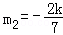 m₂ = − 2k/7